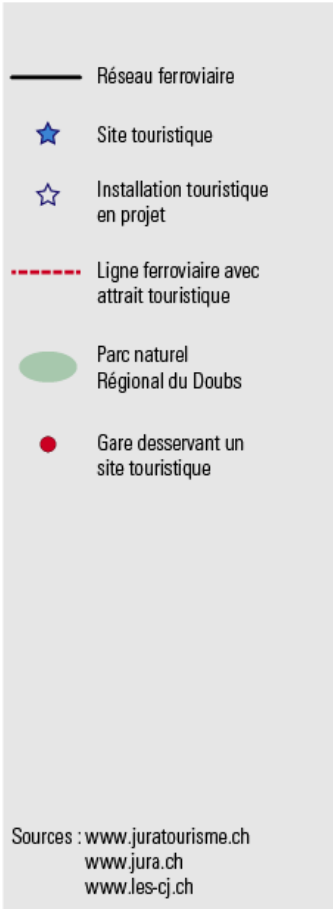 Réseau ferroviaire
Site touristique
Installation touristique
en projet
Ligne ferroviaire avec
attrait touristique
Parc naturel
Régional du Doubs
Gare desservant un
site touristique
Sources : www.juratourisme.ch
www.jura.ch
www.les-cj.ch